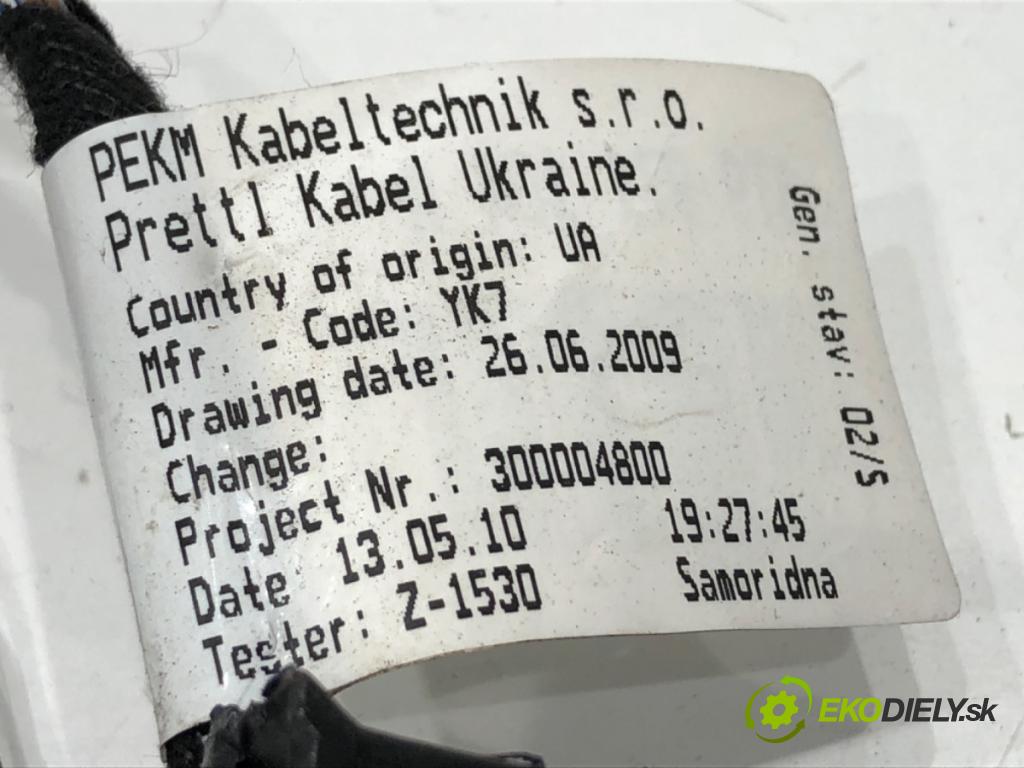 PEKM Kabeltechnik s.r.o.
Prettl Kabel Ukraine.
Country of origin: UA
Mfr. - Code: YK7
Drawing date: 26.06.2009
Change:
Project Nr.: 300004800
Date 13.05.10 19:27:45
Tester: Z-1530 Samoridna
Gen. stav: 02/S
EKODIELY.sk